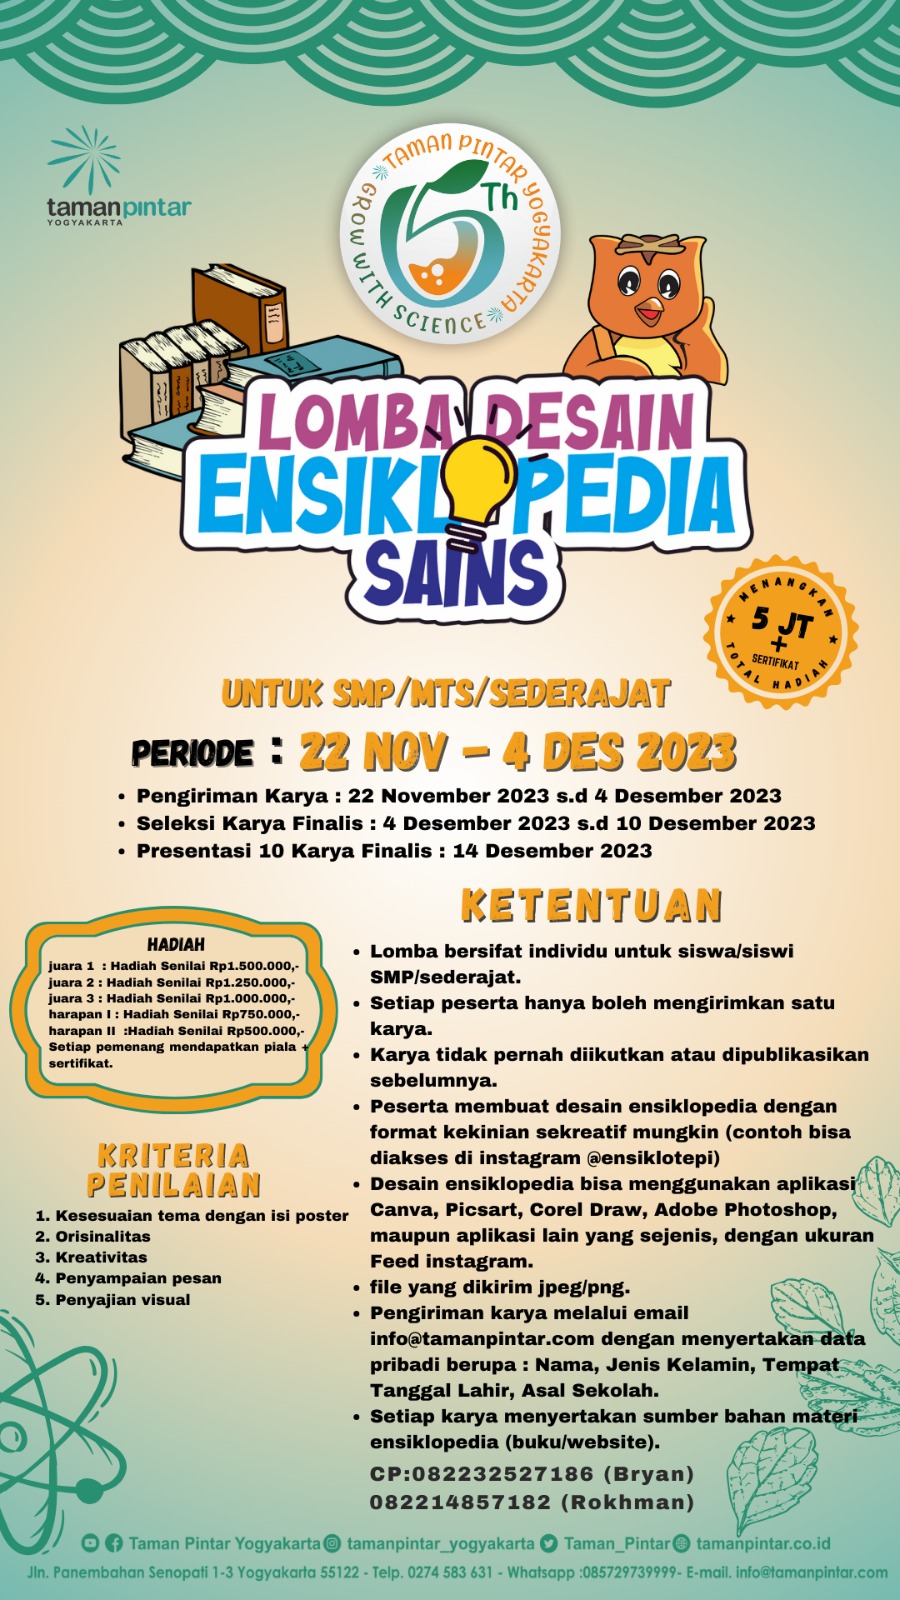 tamanpintar
YOGYAKARTA
TAMAN PINTAR YOGYAKARTA
GROW WITH SCIENCE
15Th
LOMBA DESAIN
ENSIKLOPEDIA
SAINS
MENANGKAN
5 JT
+
SERTIFIKAT
TOTAL HADIAH
UNTUK SMP/MTS/SEDERAJAT
PERIODE : 22 NOV – 4 DES 2023
• Pengiriman Karya : 22 November 2023 s.d 4 Desember 2023
• Seleksi Karya Finalis : 4 Desember 2023 s.d 10 Desember 2023
• Presentasi 10 Karya Finalis : 14 Desember 2023
HADIAH
juara 1 : Hadiah Senilai Rp1.500.000,-
juara 2 : Hadiah Senilai Rp1.250.000,-
juara 3 : Hadiah Senilai Rp1.000.000,-
harapan I : Hadiah Senilai Rp750.000,-
harapan II :Hadiah Senilai Rp500.000,-
Setiap pemenang mendapatkan piala +
sertifikat.
KRITERIA
PENILAIAN
1. Kesesuaian tema dengan isi poster
2. Orisinalitas
3. Kreativitas
4. Penyampaian pesan
5. Penyajian visual
KETENTUAN
• Lomba bersifat individu untuk siswa/siswi
SMP/sederajat.
• Setiap peserta hanya boleh mengirimkan satu
karya.
• Karya tidak pernah diikutkan atau dipublikasikan
sebelumnya.
• Peserta membuat desain ensiklopedia dengan
format kekinian sekreatif mungkin (contoh bisa
diakses di instagram @ensiklotepi)
• Desain ensiklopedia bisa menggunakan aplikasi
Canva, Picsart, Corel Draw, Adobe Photoshop,
maupun aplikasi lain yang sejenis, dengan ukuran
Feed instagram.
• file yang dikirim jpeg/png.
• Pengiriman karya melalui email
info@tamanpintar.com dengan menyertakan data
pribadi berupa : Nama, Jenis Kelamin, Tempat
Tanggal Lahir, Asal Sekolah.
• Setiap karya menyertakan sumber bahan materi
ensiklopedia (buku/website).
CP:082232527186 (Bryan)
082214857182 (Rokhman)
Taman Pintar Yogyakarta tamanpintar_yogyakarta Taman_Pintar tamanpintar.co.id
Jln. Panembahan Senopati 1-3 Yogyakarta 55122 - Telp. 0274 583 631 - Whatsapp :085729739999- E-mail. info@tamanpintar.com